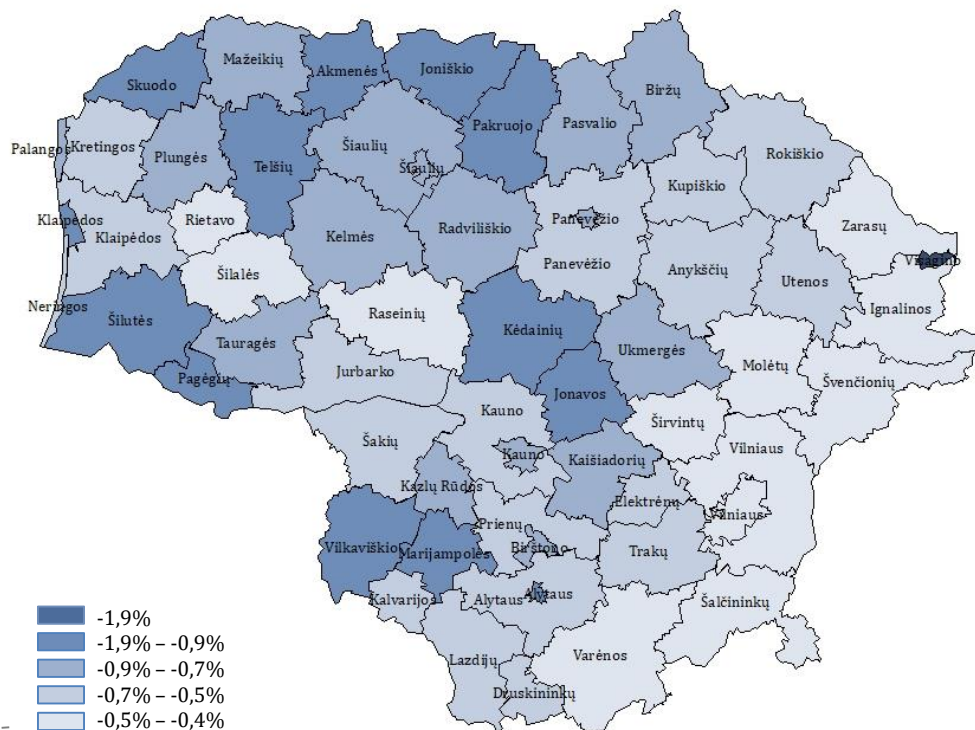 Skuodo
Mažeikių
Akmenės
Joniškio
Biržų
Pakruojo
Pasvalio
Palangos
Kretingos
Plungės
Telšių
Šiaulių
Šiaulių
Kupiškio
Rokiškio
Klaipėdos
Klaipėdos
Rietavo
Kelmės
Radviliškio
Panevėžio
Zarasų
Panevėžio
Anykščių
Utenos
Visagino
Neringos
Šilutės
Šilalės
Raseinių
Ignalinos
Tauragės
Kėdainių
Ukmergės
Molėtų
Pagėgių
Jurbarko
Švenčionių
Jonavos
Kauno
Širvintų
Šakių
Kauno
Kaišiadorių
Vilniaus
Kazlų Rūdos
Elektrėnų
Vilniaus
Prienų
Vilkaviškio
Marijampolės
Birštono
Trakų
Kalvarijos
Alytaus
Alytaus
Šalčininkų
Lazdijų
Varėnos
Druskininkų
-1,9%
-1,9% – -0,9%
-0,9% – -0,7%
-0,7% – -0,5%
-0,5% – -0,4%